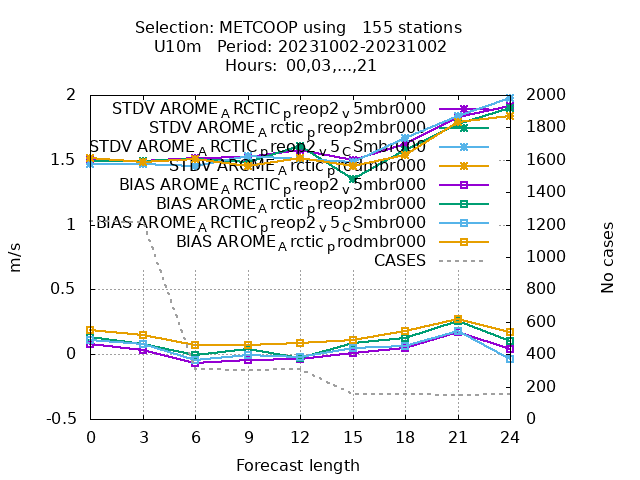 Selection: METCOOP using   155 stations
U10m   Period: 20231002-20231002
Hours:  00,03,...,21
STDV AROME_ARCTIC_preop2_v5mbr000
STDV AROME_Arctic_preop2mbr000
STDV AROME_ARCTIC_preop2_v5_CSmbr000
STDV AROME_Arctic_prodmbr000
BIAS AROME_ARCTIC_preop2_v5mbr000
BIAS AROME_Arctic_preop2mbr000
BIAS AROME_ARCTIC_preop2_v5_CSmbr000
BIAS AROME_Arctic_prodmbr000
CASES
2
1.5
1
0.5
0
-0.5
m/s
2000
1800
1600
1400
1200
1000
800
600
400
200
0
No cases
0 3 6 9 12 15 18 21 24
Forecast length